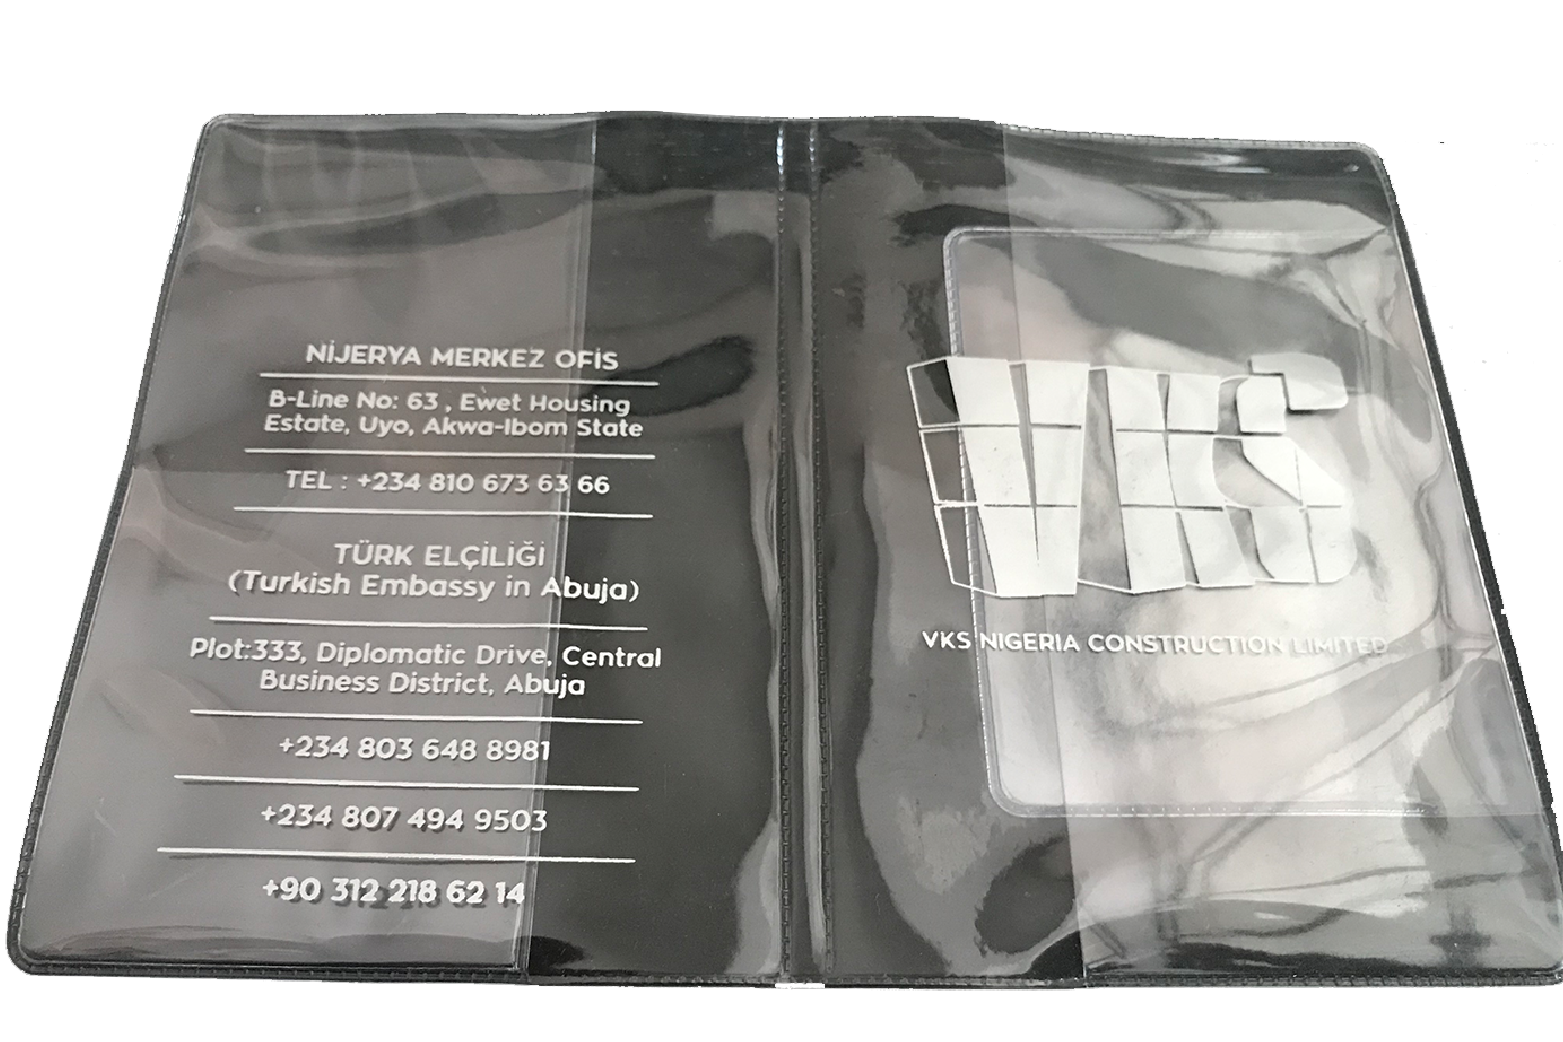 NİJERYA MERKEZ OFİS
B-Line No: 63 , Ewet Housing
Estate, Uyo, Akwa-Ibom State
TEL : +234 810 673 63 66
TÜRK ELÇİLİĞİ
(Turkish Embassy in Abuja)
Plot:333, Diplomatic Drive, Central
Business District, Abuja
+234 803 648 8981
+234 807 494 9503
+90 312 218 62 14
VKS
VKS NIGERIA CONSTRUCTION LIMITED